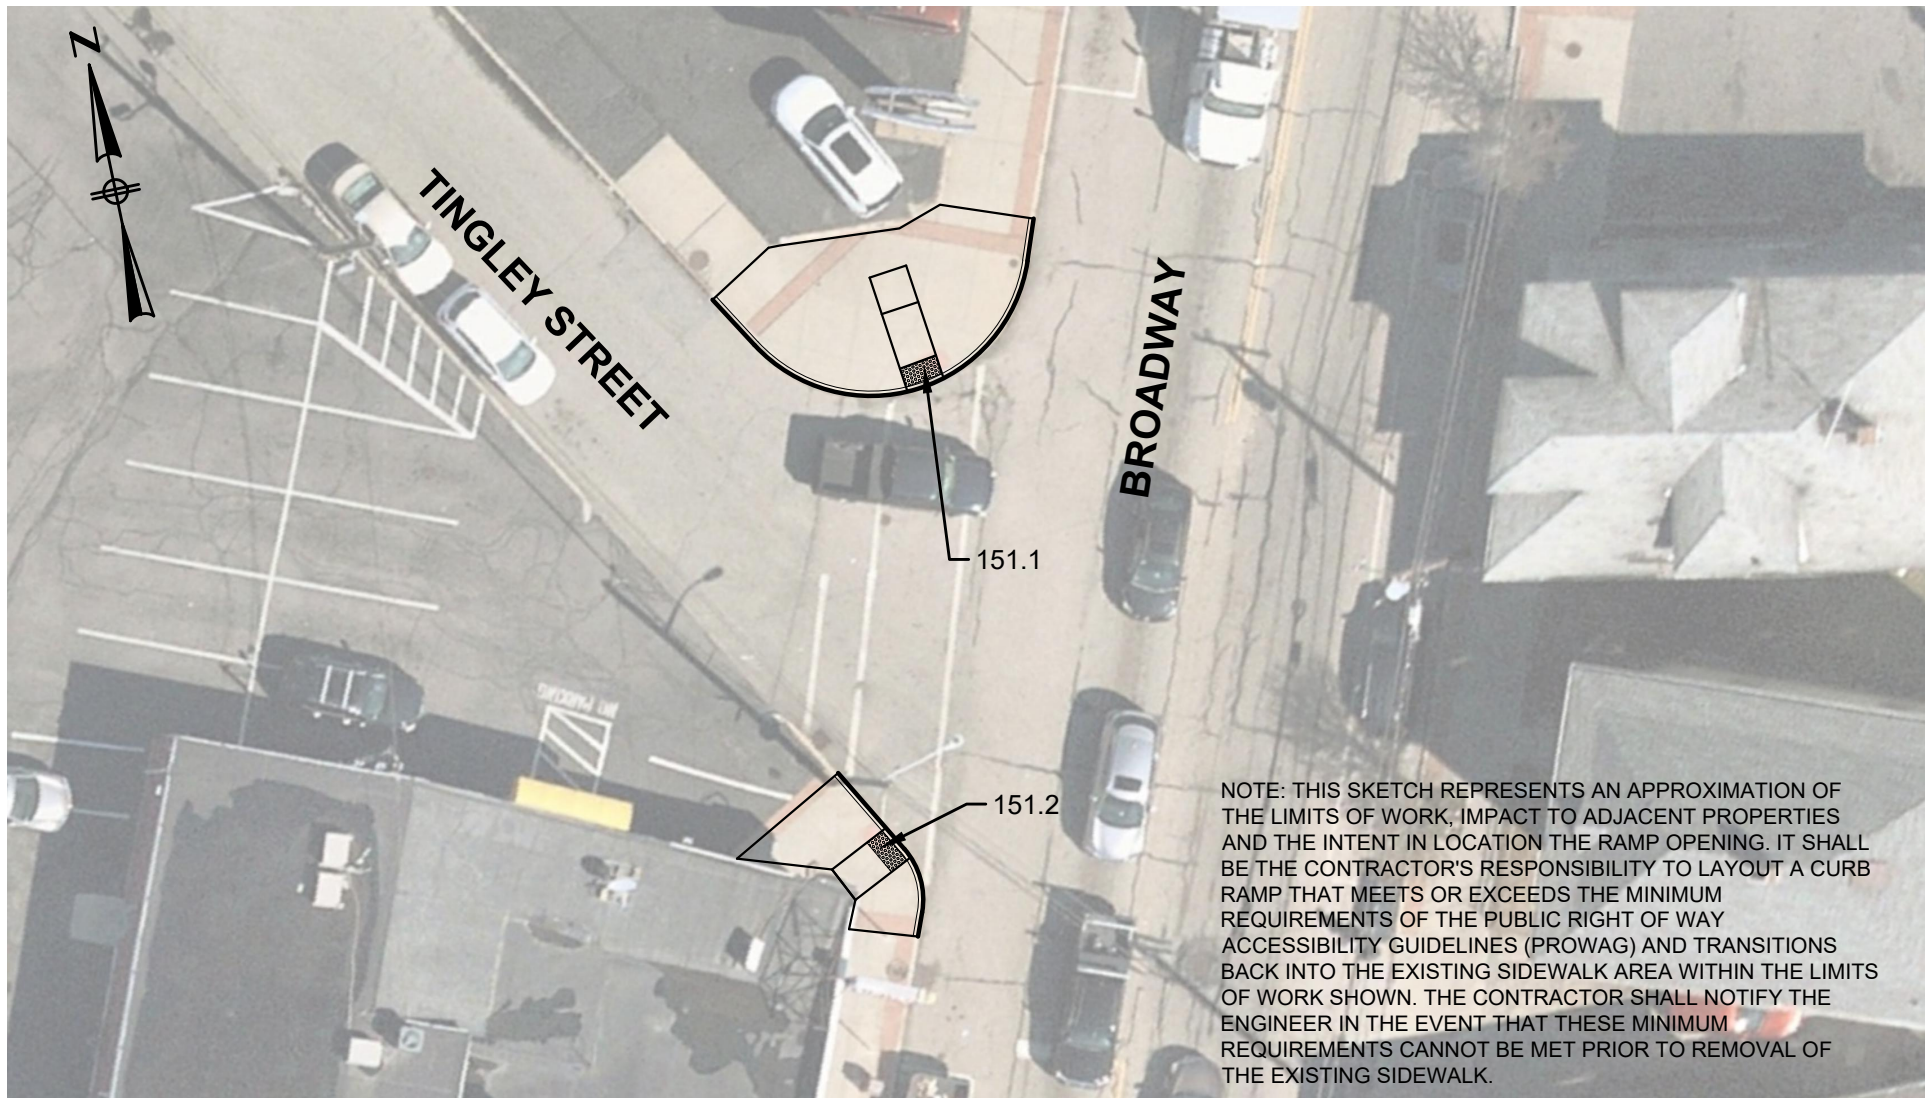 N
TINGLEY STREET
BROADWAY
151.1
151.2
NOTE: THIS SKETCH REPRESENTS AN APPROXIMATION OF
THE LIMITS OF WORK, IMPACT TO ADJACENT PROPERTIES
AND THE INTENT IN LOCATION THE RAMP OPENING. IT SHALL
BE THE CONTRACTOR'S RESPONSIBILITY TO LAYOUT A CURB
RAMP THAT MEETS OR EXCEEDS THE MINIMUM
REQUIREMENTS OF THE PUBLIC RIGHT OF WAY
ACCESSIBILITY GUIDELINES (PROWAG) AND TRANSITIONS
BACK INTO THE EXISTING SIDEWALK AREA WITHIN THE LIMITS
OF WORK SHOWN. THE CONTRACTOR SHALL NOTIFY THE
ENGINEER IN THE EVENT THAT THESE MINIMUM
REQUIREMENTS CANNOT BE MET PRIOR TO REMOVAL OF
THE EXISTING SIDEWALK.